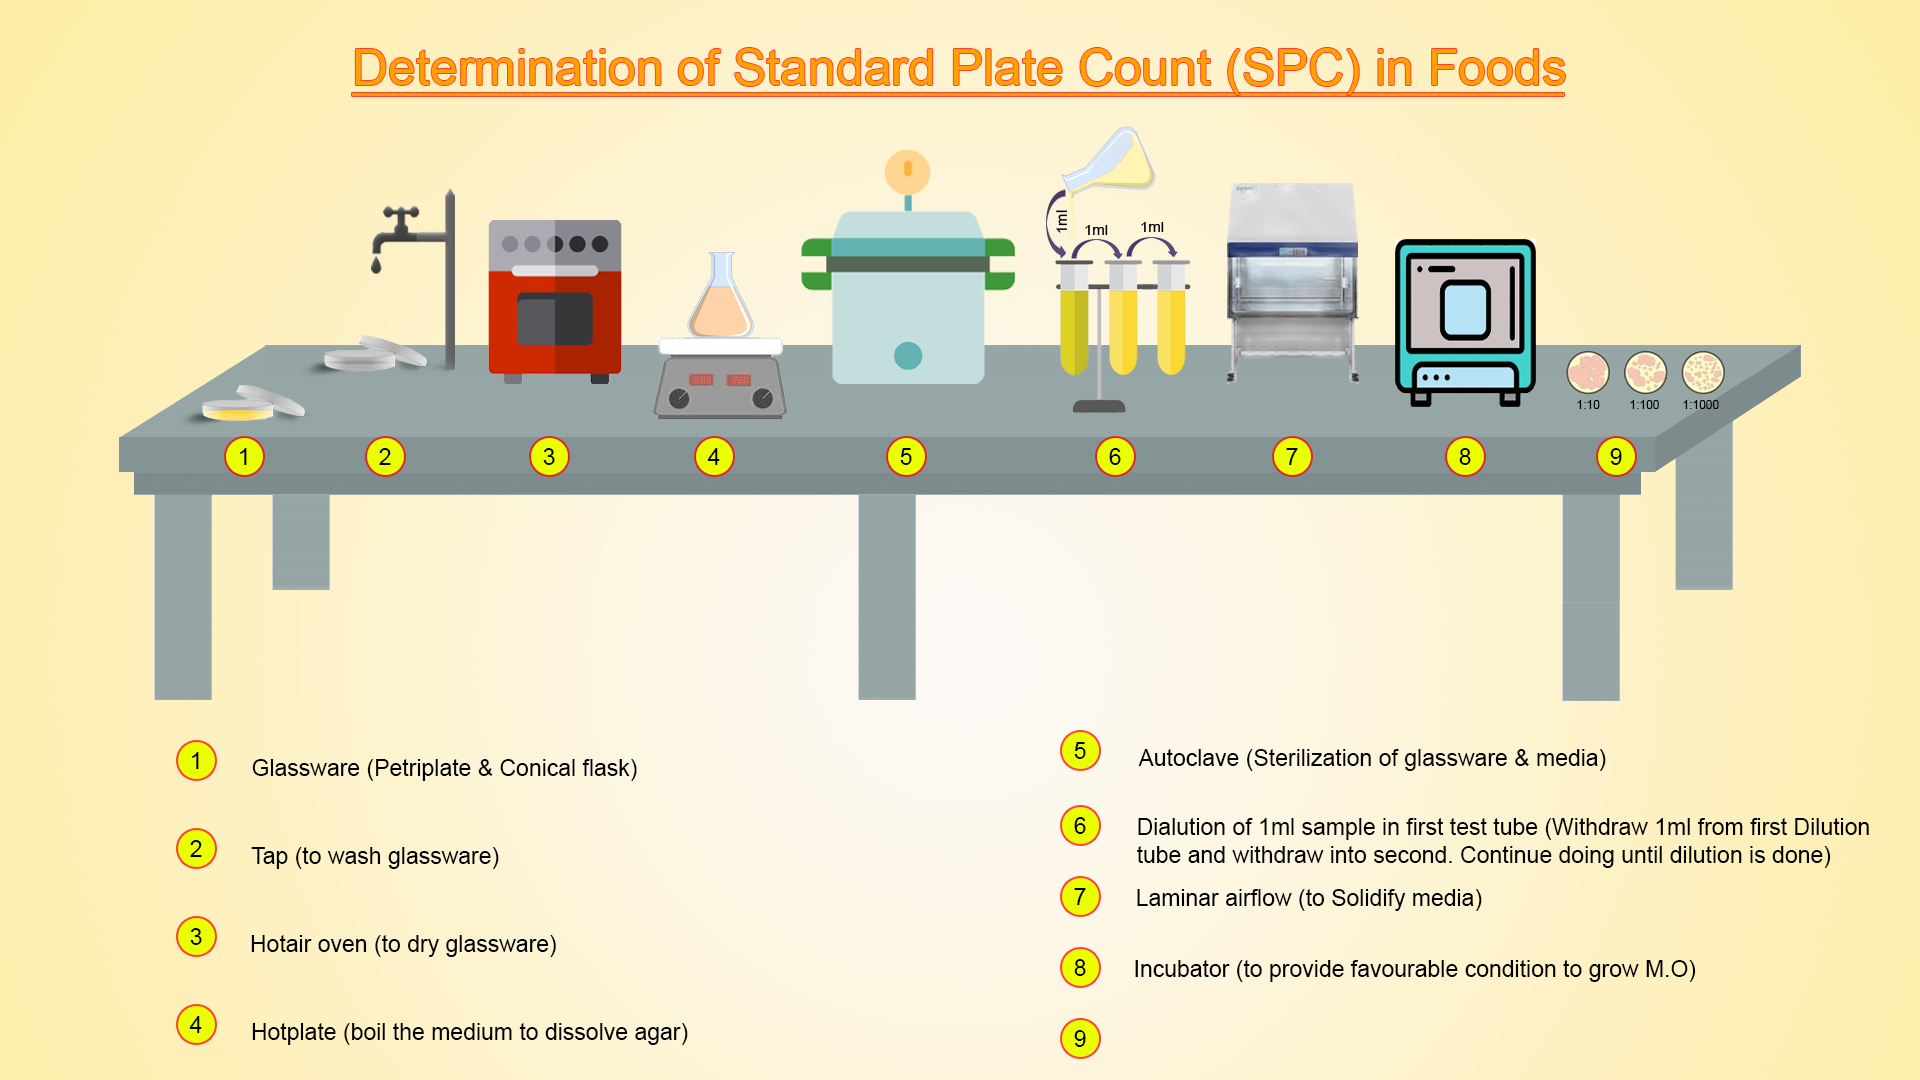 Determination of Standard Plate Count (SPC) in Foods
1ml
1ml
1ml
1:10
1:100
1:1000
1
2
3
4
5
6
7
8
9
1
Glassware (Petriplate & Conical flask)
2
Tap (to wash glassware)
3
Hotair oven (to dry glassware)
4
Hotplate (boil the medium to dissolve agar)
5
Autoclave (Sterilization of glassware & media)
6
Dialution of 1ml sample in first test tube (Withdraw 1ml from first Dilution
tube and withdraw into second. Continue doing until dilution is done)
7
Laminar airflow (to Solidify media)
8
Incubator (to provide favourable condition to grow M.O)
9